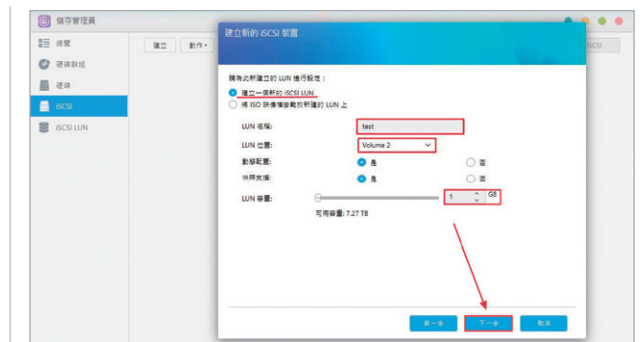 儲存管理員
建立新的 iSCSI 裝置
總覽
建立
動作
iSCSI
硬碟群組
硬碟
iSCSI
iSCSI LUN
請為此新建立的 LUN 進行設定：
建立一個新的 iSCSI LUN
將 ISO 映像檔掛載於新建的 LUN 上
LUN 名稱: test
LUN 位置: Volume 2
動態配置: 是 否
快照支援: 是 否
LUN 容量: 1 GB
可用容量: 7.27 TB
前一步 下一步 取消